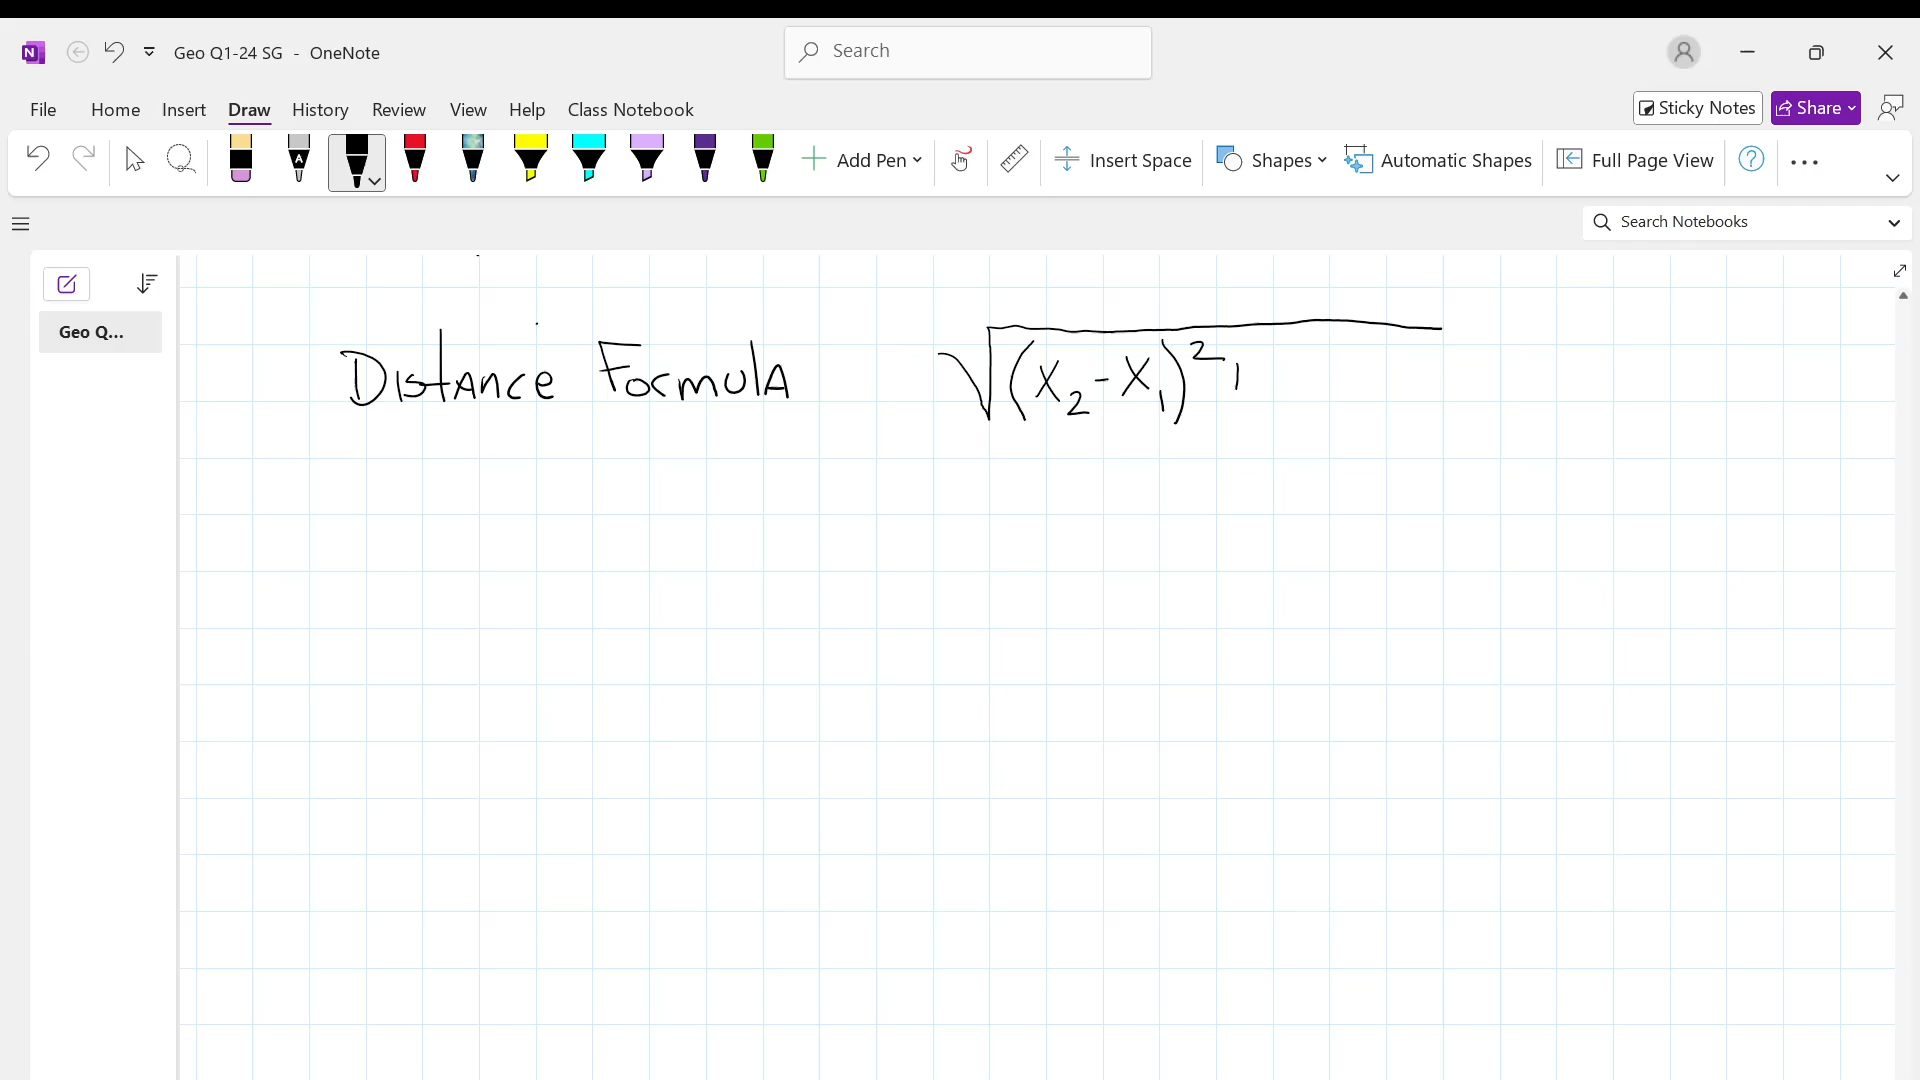 Geo Q1-24 SG - OneNote
Search
File Home Insert Draw History Review View Help Class Notebook
Sticky Notes Share
A Add Pen Insert Space Shapes Automatic Shapes ? Full Page View
Search Notebooks
Geo Q...
Distance Formula √(x₂-x₁)²